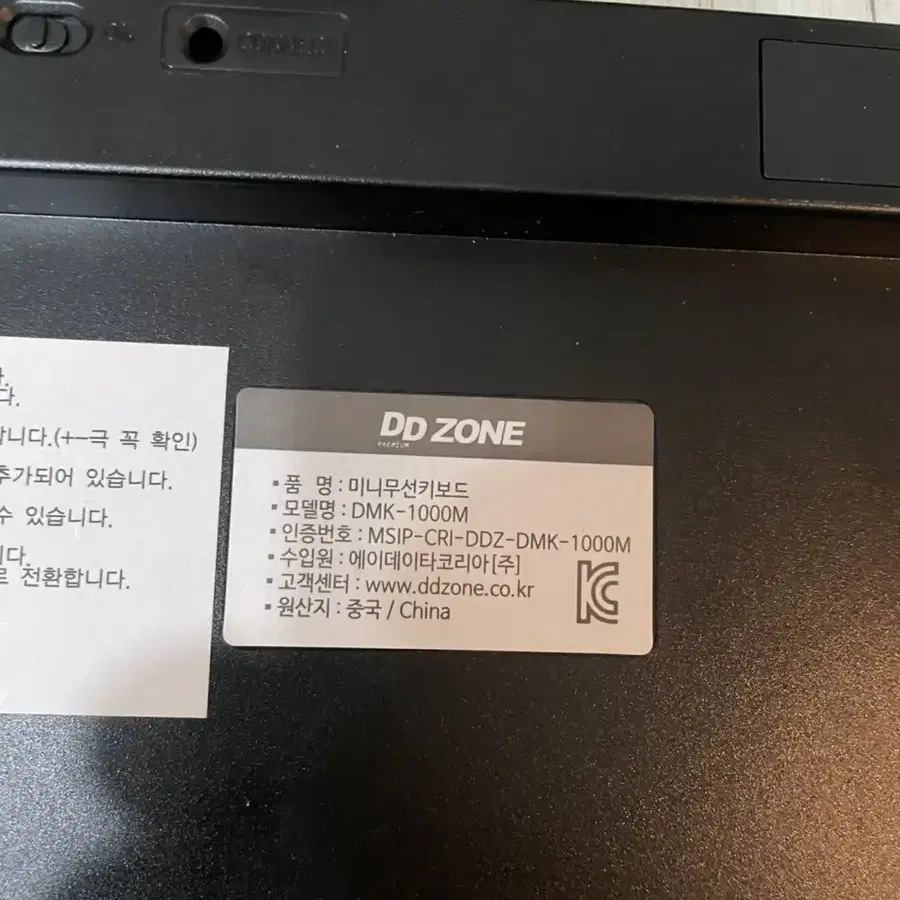 ON
CONNECT
다.
합니다.(+-극 꼭 확인)
추가되어 있습니다.
수 있습니다.
니다.
로 전환합니다.
DD ZONE
PREMIUM
▪ 품 명 : 미니무선키보드
▪ 모델명 : DMK-1000M
▪ 인증번호 : MSIP-CRI-DDZ-DMK-1000M
▪ 수입원 : 에이데이타코리아[주]
▪ 고객센터 : www.ddzone.co.kr
▪ 원산지 : 중국 / China